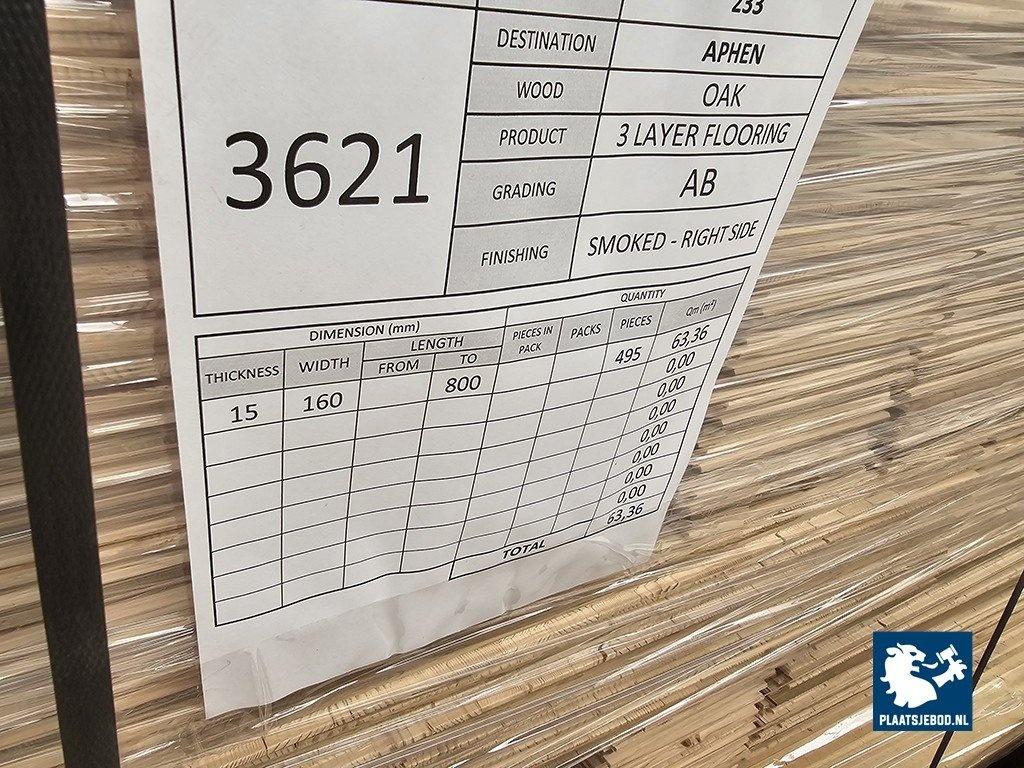 233
DESTINATION APHEN
WOOD OAK
PRODUCT 3 LAYER FLOORING
3621
GRADING AB
FINISHING SMOKED - RIGHT SIDE
DIMENSION (mm) QUANTITY
THICKNESS WIDTH LENGTH PIECES IN PACK PACKS PIECES Qm (m²)
FROM TO
15 160 800 495 63,36
0,00
0,00
0,00
0,00
0,00
0,00
0,00
TOTAL 63,36
PLAATSJEBOD.NL